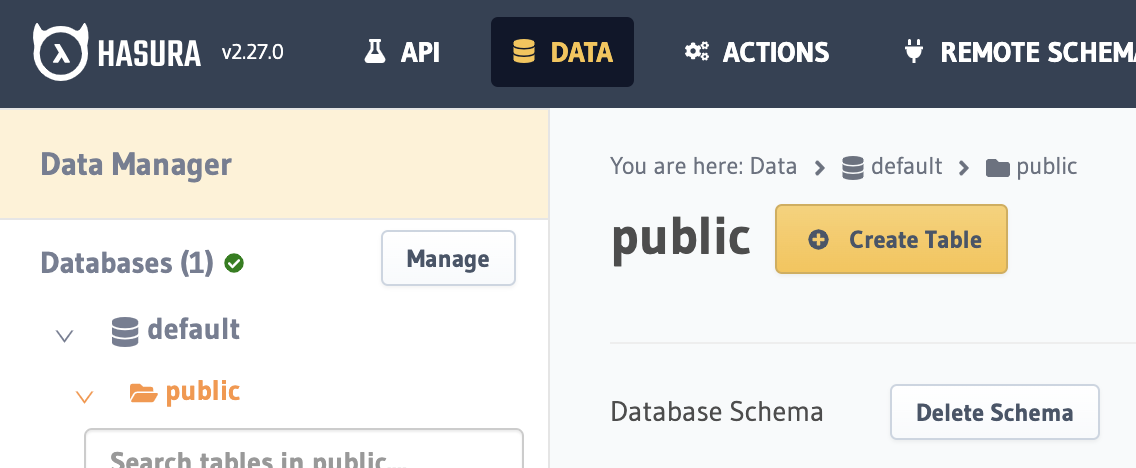 HASURA v2.27.0 API DATA ACTIONS REMOTE
Data Manager
Databases (1) Manage
default
public
Search tables in public...
You are here: Data > default > public
public Create Table
Database Schema Delete Schema